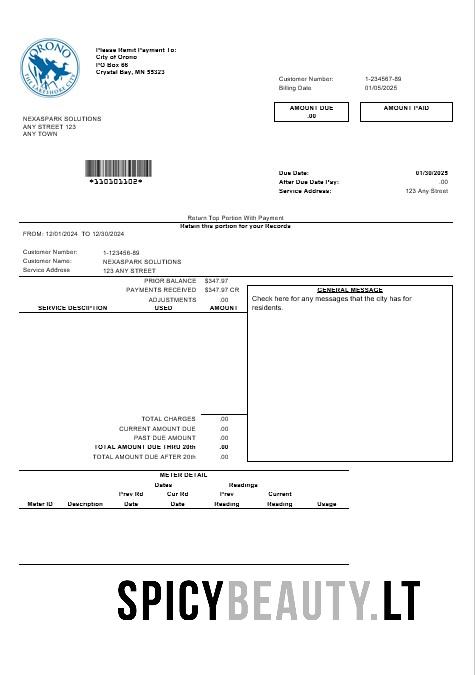 ORONO
THE LAKESHORE CITY
Please Remit Payment To:
City of Orono
PO Box 66
Crystal Bay, MN 55323
Customer Number: 1-234567-89
Billing Date 01/05/2025
AMOUNT DUE AMOUNT PAID
.00
NEXASPARK SOLUTIONS
ANY STREET 123
ANY TOWN
*110101102*
Due Date: 01/30/2025
After Due Date Pay: .00
Service Address: 123 Any Street
Return Top Portion With Payment
Retain this portion for your Records
FROM: 12/01/2024 TO 12/30/2024
Customer Number: 1-123456-89
Customer Name: NEXASPARK SOLUTIONS
Service Address 123 ANY STREET
PRIOR BALANCE $347.97
PAYMENTS RECEIVED $347.97 CR
ADJUSTMENTS .00
SERVICE DESCIPTION USED AMOUNT
GENERAL MESSAGE
Check here for any messages that the city has for
residents.
TOTAL CHARGES .00
CURRENT AMOUNT DUE .00
PAST DUE AMOUNT .00
TOTAL AMOUNT DUE THRU 20th .00
TOTAL AMOUNT DUE AFTER 20th .00
METER DETAIL
Dates Readings
Prev Rd Cur Rd Prev Current
Meter ID Description Date Date Reading Reading Usage
SPICYBEAUTY.LT